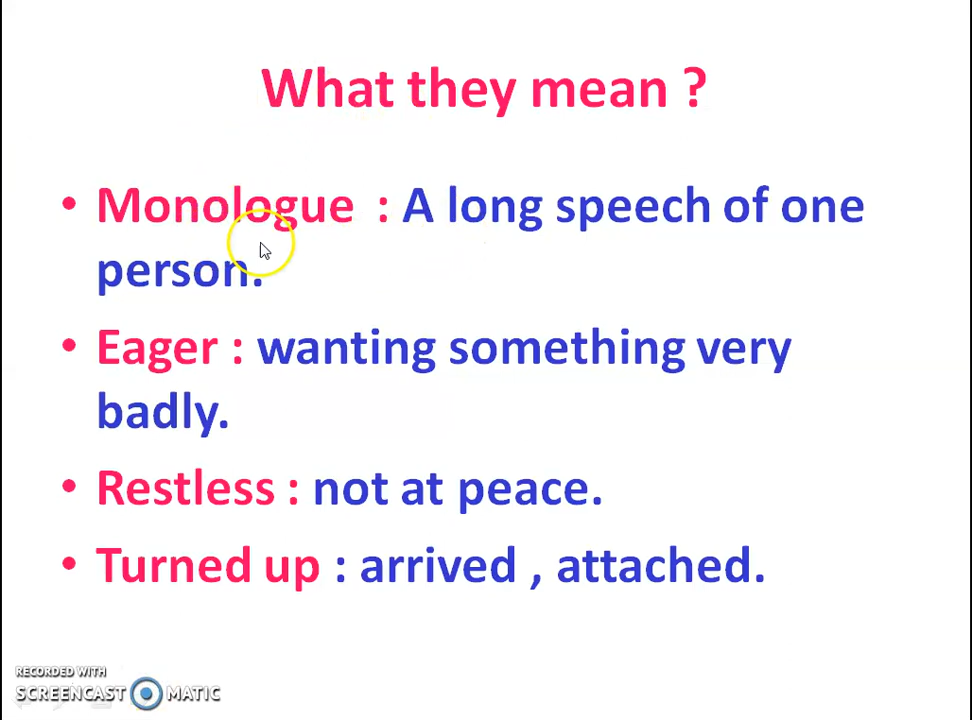 What they mean ?
• Monologue : A long speech of one
person.
• Eager : wanting something very
badly.
• Restless : not at peace.
• Turned up : arrived , attached.
RECORDED WITH
SCREENCAST MATIC